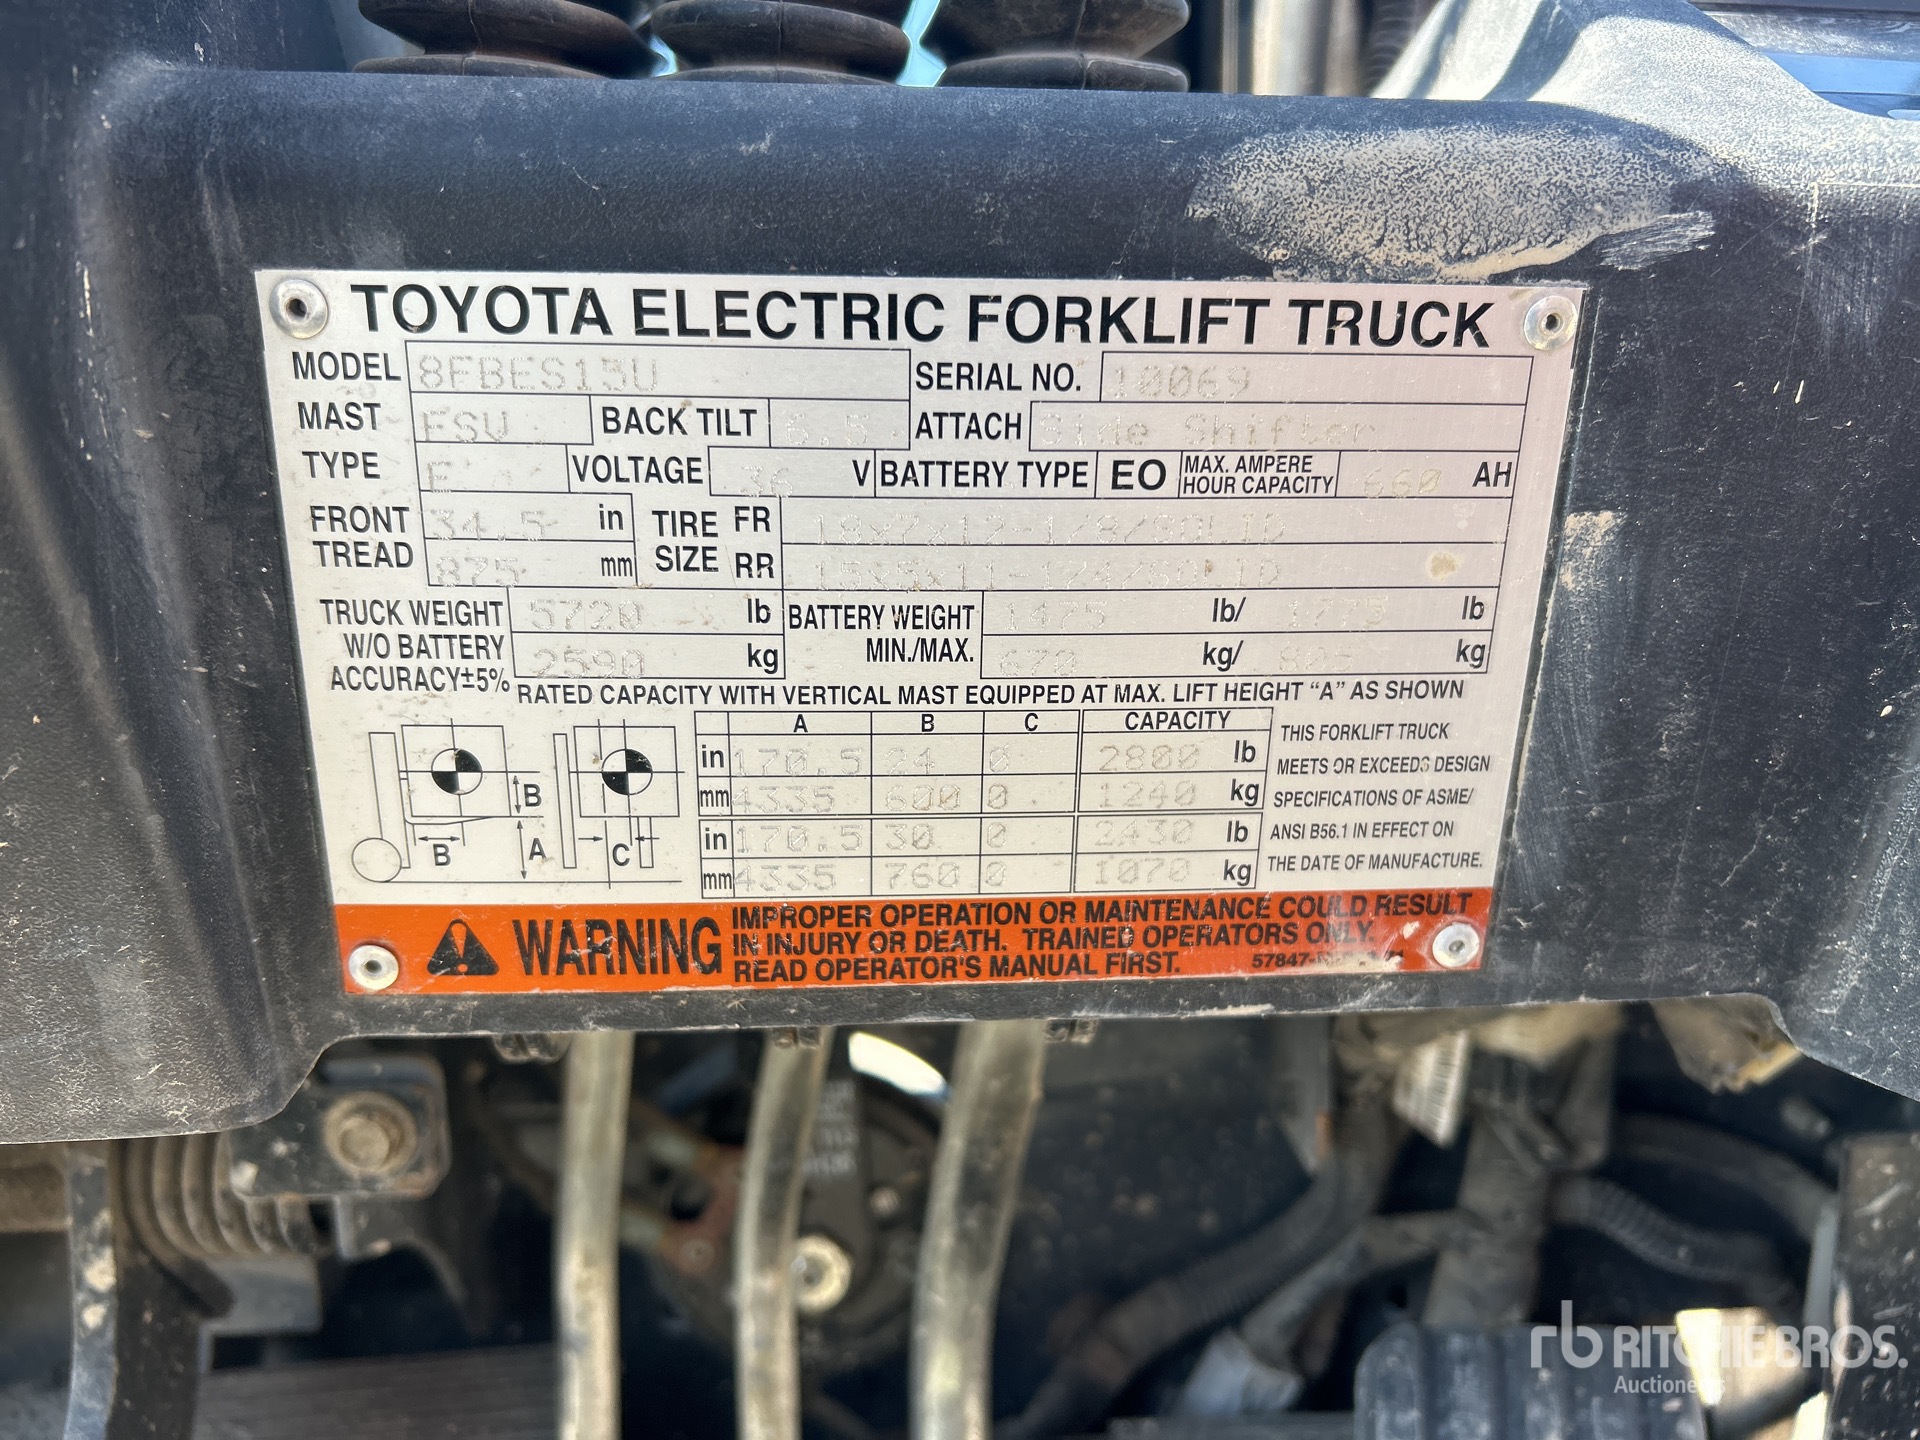 TOYOTA ELECTRIC FORKLIFT TRUCK
MODEL 8FBES15U SERIAL NO. 10069
MAST FSV BACK TILT 6.5 ATTACH Side Shifter
TYPE E VOLTAGE 36 V BATTERY TYPE EO MAX. AMPERE HOUR CAPACITY 660 AH
FRONT TREAD 34.5 in 875 mm
TIRE SIZE FR 18x7x12-1/8/SOLID
RR 15x5x11-1/4/SOLID
TRUCK WEIGHT W/O BATTERY ACCURACY±5% 5720 lb 2590 kg
BATTERY WEIGHT MIN./MAX. 1475 lb/ 1775 lb
670 kg/ 805 kg
RATED CAPACITY WITH VERTICAL MAST EQUIPPED AT MAX. LIFT HEIGHT "A" AS SHOWN
B B A C
A B C CAPACITY
in 170.5 24 0 2800 lb
mm 4335 600 0 1240 kg
in 170.5 30 0 2430 lb
mm 4335 760 0 1070 kg
THIS FORKLIFT TRUCK
MEETS OR EXCEEDS DESIGN
SPECIFICATIONS OF ASME/
ANSI B56.1 IN EFFECT ON
THE DATE OF MANUFACTURE.
WARNING
IMPROPER OPERATION OR MAINTENANCE COULD RESULT
IN INJURY OR DEATH. TRAINED OPERATORS ONLY.
READ OPERATOR'S MANUAL FIRST.
rb RITCHIE BROS.
Auctioneers